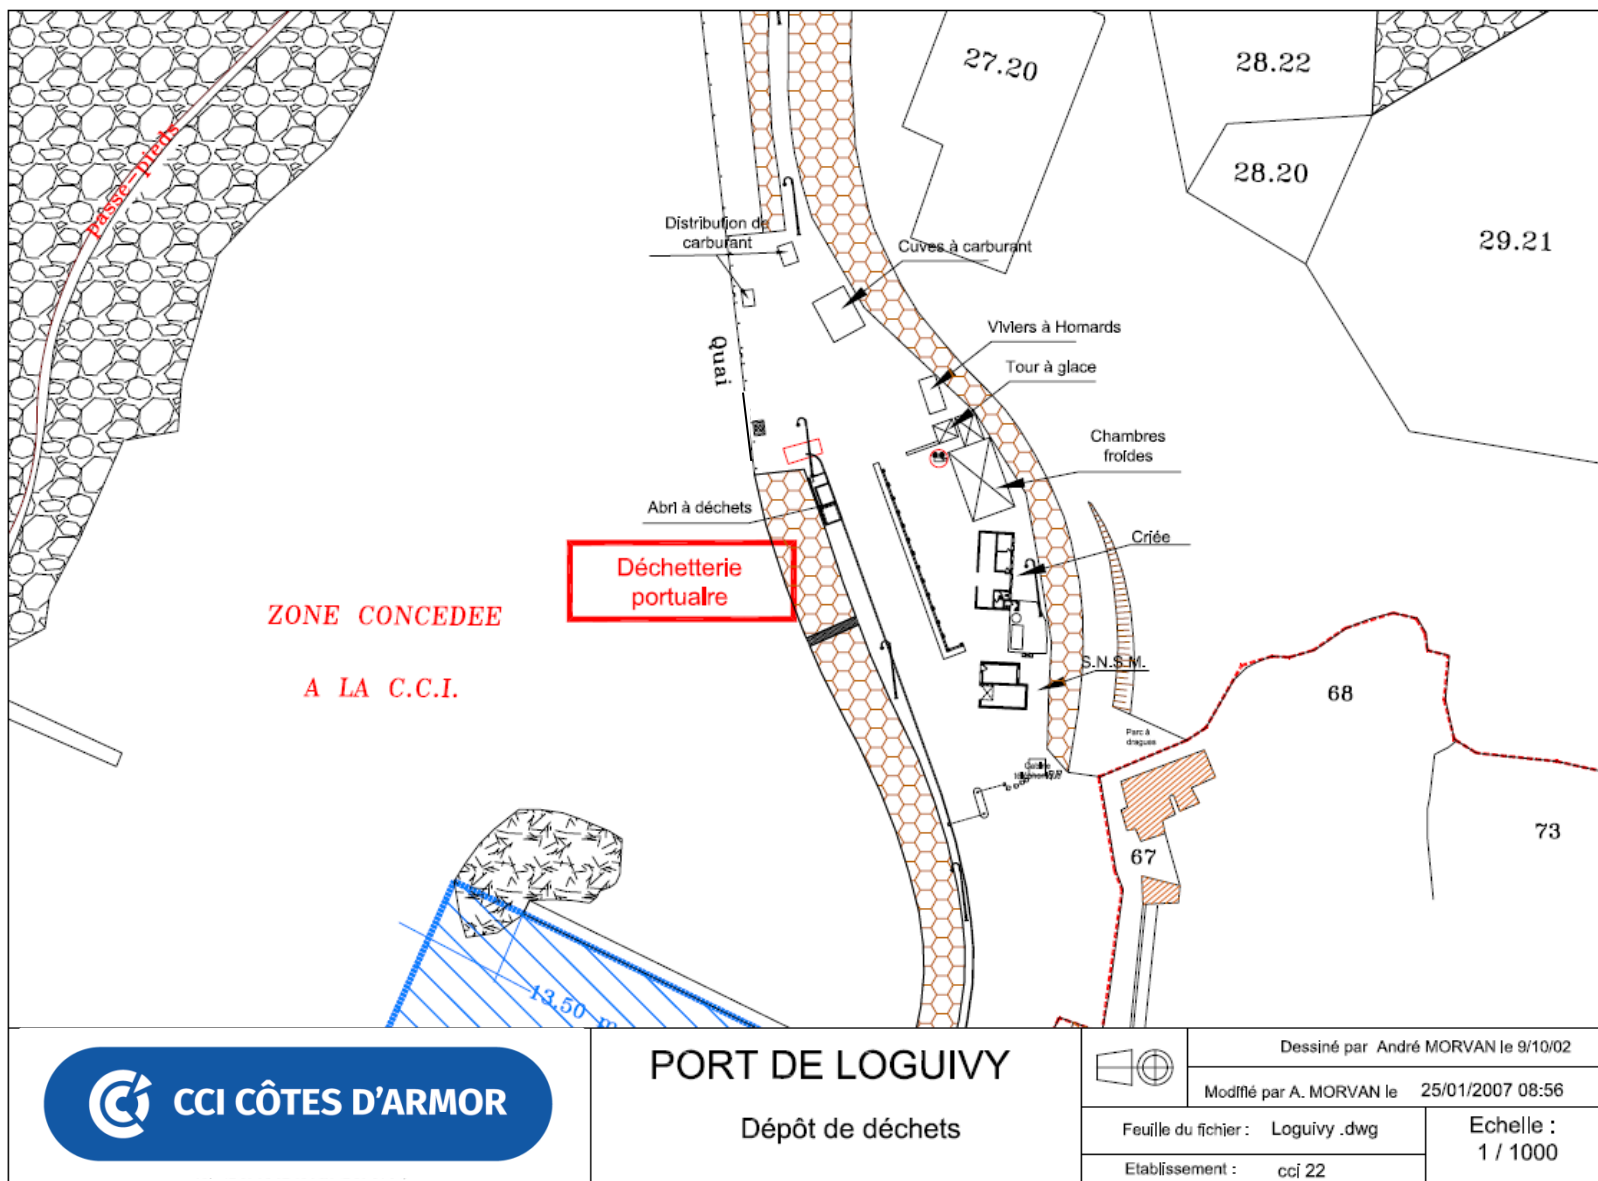 27.20
28.22
28.20
29.21
passe-pieds
Distribution de
carburant
Cuves à carburant
Quai
Viviers à Homards
Tour à glace
Chambres
froides
Abri à déchets
Criée
Déchetterie
portuaire
ZONE CONCEDEE
A LA C.C.I.
S.N.S.M.
68
Parc à
dragues
73
67
13,50 m
CCI CÔTES D'ARMOR
PORT DE LOGUIVY
Dépôt de déchets
Dessiné par André MORVAN le 9/10/02
Modifié par A. MORVAN le 25/01/2007 08:56
Feuille du fichier : Loguivy .dwg
Etablissement : cci 22
Echelle :
1 / 1000